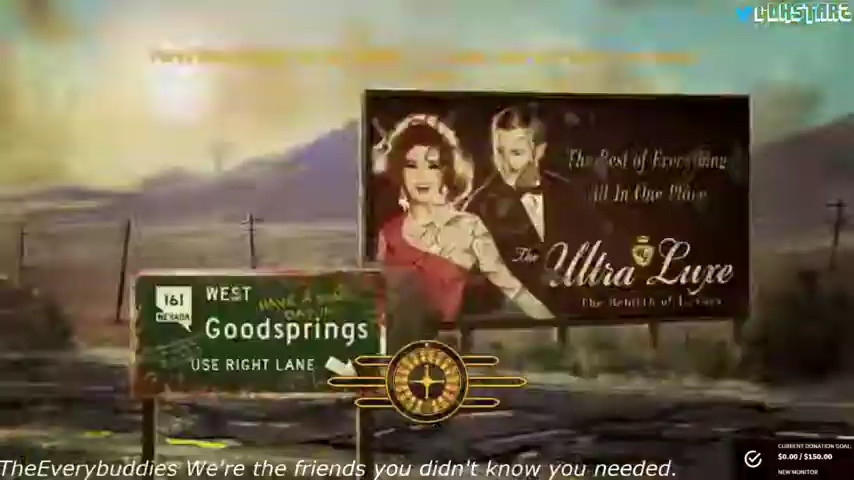 The Best of Everything
All In One Place
The Ultra Luxe
161
NEVADA
WEST
HAVE A
Goodsprings
USE RIGHT LANE
TheEverybuddies We're the friends you didn't know you needed.
CURRENT DONATION GOAL:
$0.00 / $150.00
NEW MONITOR